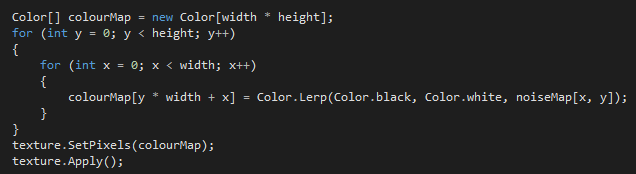 Color[] colourMap = new Color[width * height];
for (int y = 0; y < height; y++)
{
    for (int x = 0; x < width; x++)
    {
        colourMap[y * width + x] = Color.Lerp(Color.black, Color.white, noiseMap[x, y]);
    }
}
texture.SetPixels(colourMap);
texture.Apply();